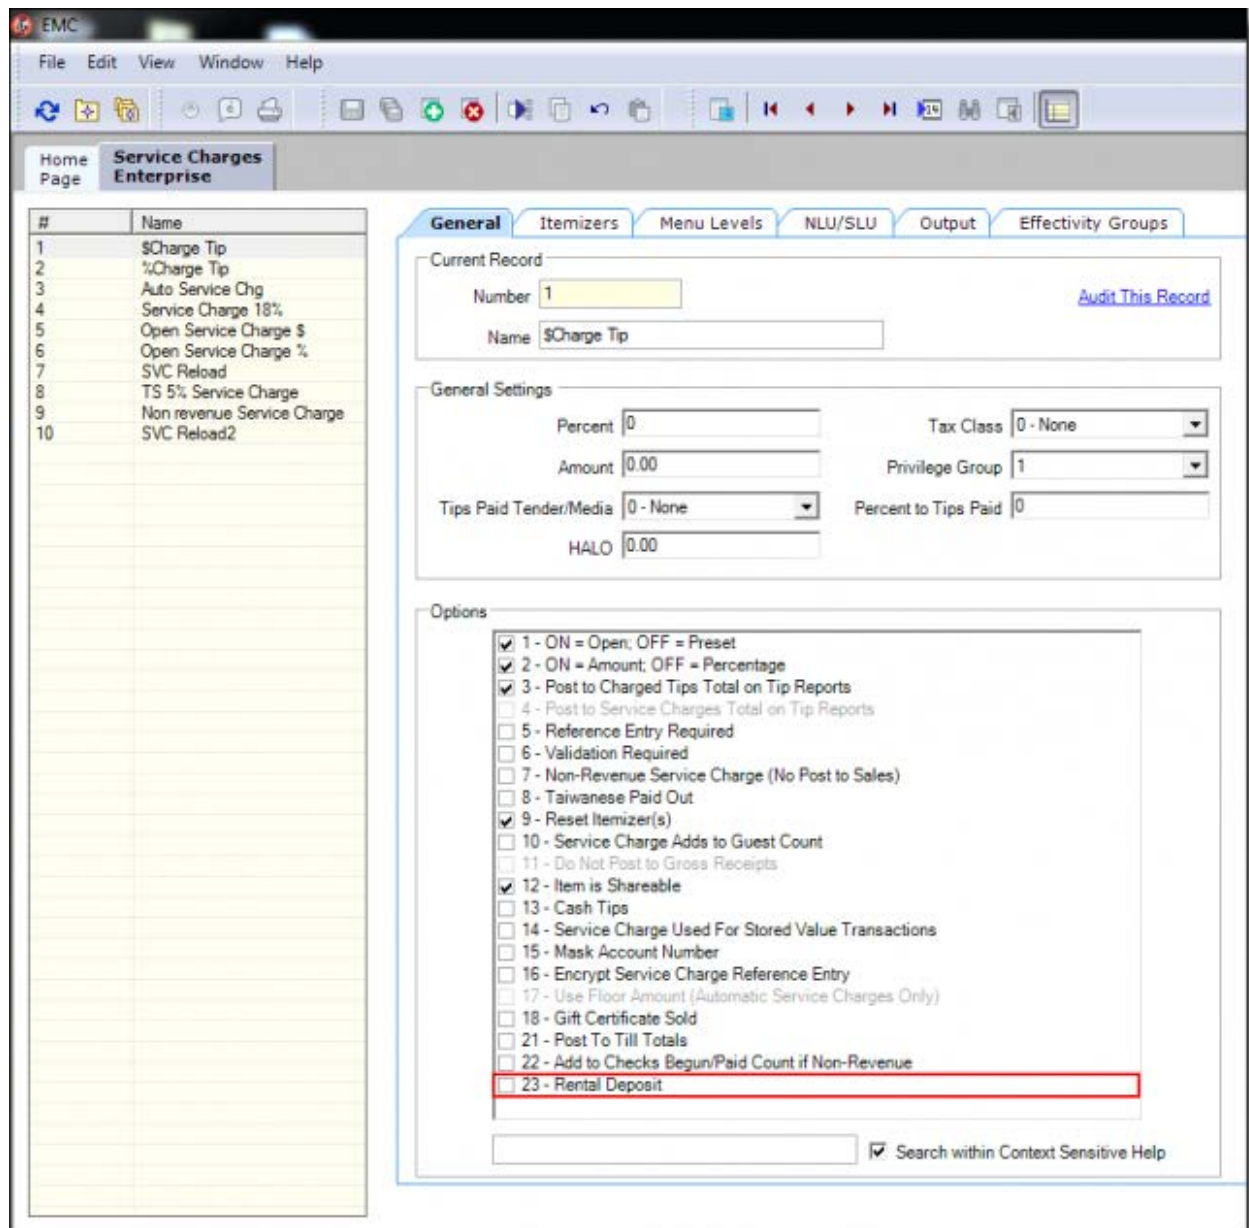 EMC
File Edit View Window Help
Home Page
Service Charges Enterprise
# Name
1 $Charge Tip
2 %Charge Tip
3 Auto Service Chg
4 Service Charge 18%
5 Open Service Charge $
6 Open Service Charge %
7 SVC Reload
8 TS 5% Service Charge
9 Non revenue Service Charge
10 SVC Reload2
General Itemizers Menu Levels NLU/SLU Output Effectivity Groups
Current Record
Number 1 Audit This Record
Name $Charge Tip
General Settings
Percent 0 Tax Class 0 - None
Amount 0.00 Privilege Group 1
Tips Paid Tender/Media 0 - None Percent to Tips Paid 0
HALO 0.00
Options
1 - ON = Open; OFF = Preset
2 - ON = Amount; OFF = Percentage
3 - Post to Charged Tips Total on Tip Reports
4 - Post to Service Charges Total on Tip Reports
5 - Reference Entry Required
6 - Validation Required
7 - Non-Revenue Service Charge (No Post to Sales)
8 - Taiwanese Paid Out
9 - Reset Itemizer(s)
10 - Service Charge Adds to Guest Count
11 - Do Not Post to Gross Receipts
12 - Item is Shareable
13 - Cash Tips
14 - Service Charge Used For Stored Value Transactions
15 - Mask Account Number
16 - Encrypt Service Charge Reference Entry
17 - Use Floor Amount (Automatic Service Charges Only)
18 - Gift Certificate Sold
21 - Post To Till Totals
22 - Add to Checks Begun/Paid Count if Non-Revenue
23 - Rental Deposit
Search within Context Sensitive Help